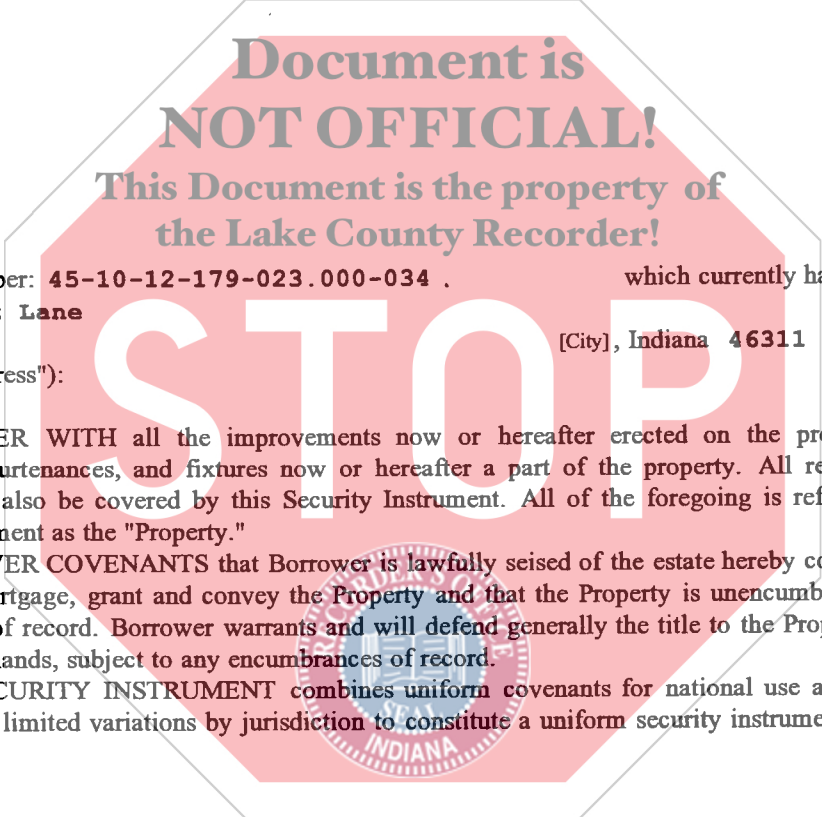 Document is
NOT OFFICIAL!
This Document is the property of
the Lake County Recorder!
er: 45-10-12-179-023.000-034 . which currently ha
Lane
[City], Indiana 46311
ress"):
STOP
ER WITH all the improvements now or hereafter erected on the pr
urtenances, and fixtures now or hereafter a part of the property. All re
also be covered by this Security Instrument. All of the foregoing is ref
ment as the "Property."
ER COVENANTS that Borrower is lawfully seised of the estate hereby co
rtgage, grant and convey the Property and that the Property is unencumb
of record. Borrower warrants and will defend generally the title to the Prop
ands, subject to any encumbrances of record.
CURITY INSTRUMENT combines uniform covenants for national use a
limited variations by jurisdiction to constitute a uniform security instrume
RECORDER'S OFFICE
SEAL
INDIANA